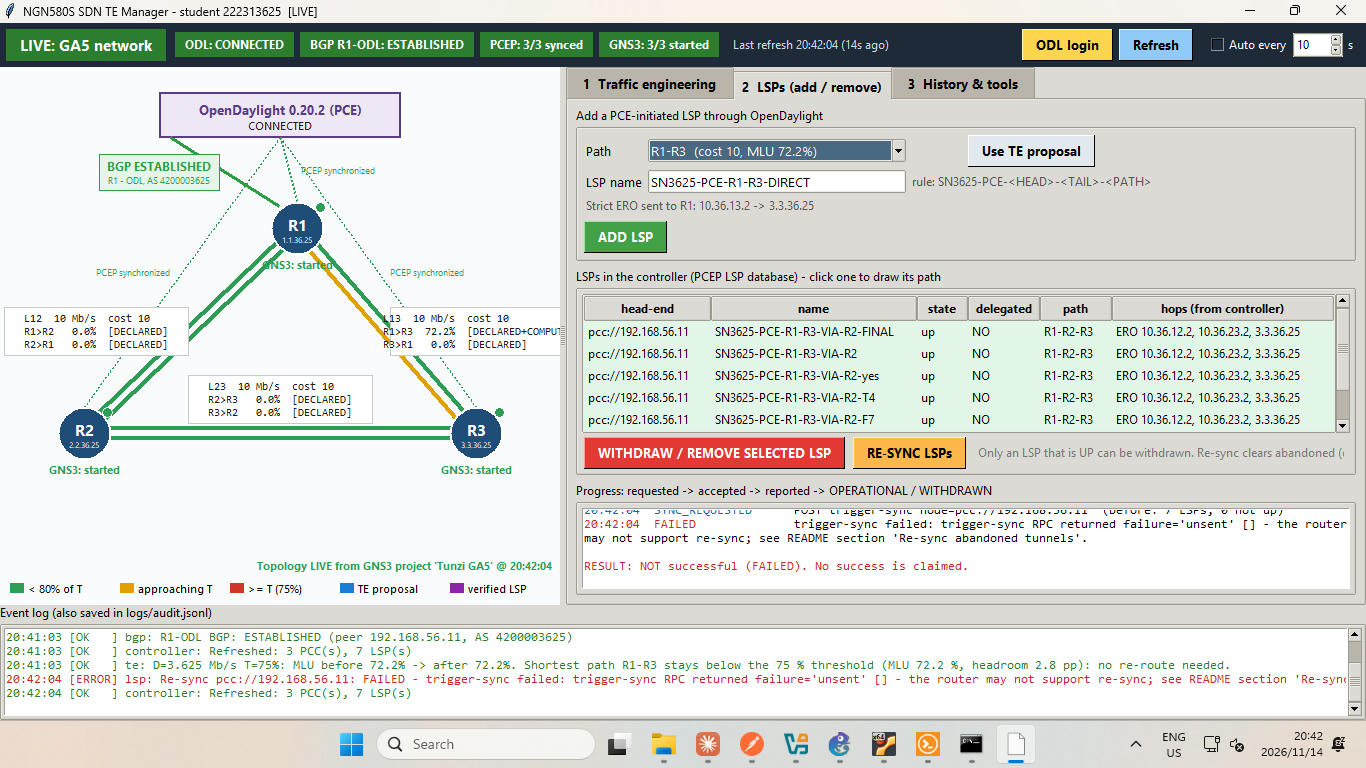 NGN580S SDN TE Manager - student 222313625 [LIVE]
LIVE: GA5 network
ODL: CONNECTED
BGP R1-ODL: ESTABLISHED
PCEP: 3/3 synced
GNS3: 3/3 started
Last refresh 20:42:04 (14s ago)
ODL login
Refresh
Auto every 10 s
OpenDaylight 0.20.2 (PCE)
CONNECTED
BGP ESTABLISHED
R1 - ODL, AS 4200003625
PCEP synchronized
R1
1.1.36.25
GNS3: started
PCEP synchronized
PCEP synchronized
L12 10 Mb/s cost 10
R1>R2 0.0% [DECLARED]
R2>R1 0.0% [DECLARED]
L13 10 Mb/s cost 10
R1>R3 72.2% [DECLARED+COMPUT
R3>R1 0.0% [DECLARED]
L23 10 Mb/s cost 10
R2>R3 0.0% [DECLARED]
R3>R2 0.0% [DECLARED]
R2
2.2.36.25
GNS3: started
R3
3.3.36.25
GNS3: started
Topology LIVE from GNS3 project 'Tunzi GA5' @ 20:42:04
< 80% of T
approaching T
>= T (75%)
TE proposal
verified LSP
1 Traffic engineering
2 LSPs (add / remove)
3 History & tools
Add a PCE-initiated LSP through OpenDaylight
Path R1-R3 (cost 10, MLU 72.2%)
Use TE proposal
LSP name SN3625-PCE-R1-R3-DIRECT rule: SN3625-PCE-<HEAD>-<TAIL>-<PATH>
Strict ERO sent to R1: 10.36.13.2 -> 3.3.36.25
ADD LSP
LSPs in the controller (PCEP LSP database) - click one to draw its path
head-end name state delegated path hops (from controller)
pcc://192.168.56.11 SN3625-PCE-R1-R3-VIA-R2-FINAL up NO R1-R2-R3 ERO 10.36.12.2, 10.36.23.2, 3.3.36.25
pcc://192.168.56.11 SN3625-PCE-R1-R3-VIA-R2 up NO R1-R2-R3 ERO 10.36.12.2, 10.36.23.2, 3.3.36.25
pcc://192.168.56.11 SN3625-PCE-R1-R3-VIA-R2-yes up NO R1-R2-R3 ERO 10.36.12.2, 10.36.23.2, 3.3.36.25
pcc://192.168.56.11 SN3625-PCE-R1-R3-VIA-R2-T4 up NO R1-R2-R3 ERO 10.36.12.2, 10.36.23.2, 3.3.36.25
pcc://192.168.56.11 SN3625-PCE-R1-R3-VIA-R2-F7 up NO R1-R2-R3 ERO 10.36.12.2, 10.36.23.2, 3.3.36.25
WITHDRAW / REMOVE SELECTED LSP
RE-SYNC LSPs
Only an LSP that is UP can be withdrawn. Re-sync clears abandoned (
Progress: requested -> accepted -> reported -> OPERATIONAL / WITHDRAWN
20:42:04 SYNC_REQUESTED POST trigger-sync node=pcc://192.168.56.11 (before: 7 LSPs, 0 not up)
20:42:04 FAILED trigger-sync failed: trigger-sync RPC returned failure='unsent' [] - the router
may not support re-sync; see README section 'Re-sync abandoned tunnels'.
RESULT: NOT successful (FAILED). No success is claimed.
Event log (also saved in logs/audit.jsonl)
20:41:03 [OK ] bgp: R1-ODL BGP: ESTABLISHED (peer 192.168.56.11, AS 4200003625)
20:41:03 [OK ] controller: Refreshed: 3 PCC(s), 7 LSP(s)
20:41:03 [OK ] te: D=3.625 Mb/s T=75%: MLU before 72.2% -> after 72.2%. Shortest path R1-R3 stays below the 75 % threshold (MLU 72.2 %, headroom 2.8 pp): no re-route needed.
20:42:04 [ERROR] lsp: Re-sync pcc://192.168.56.11: FAILED - trigger-sync failed: trigger-sync RPC returned failure='unsent' [] - the router may not support re-sync; see README section 'Re-sync
20:42:04 [OK ] controller: Refreshed: 3 PCC(s), 7 LSP(s)
Search
ENG
US
20:42
2026/11/14